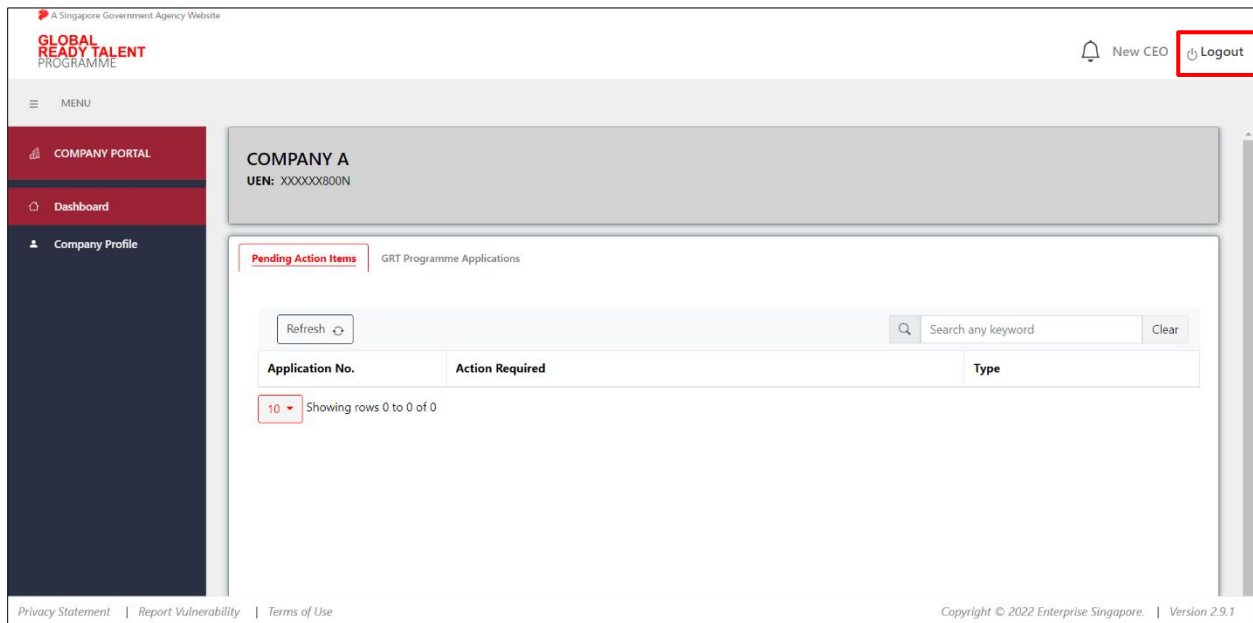 A Singapore Government Agency Website
GLOBAL
READY TALENT
PROGRAMME
New CEO Logout
MENU
COMPANY PORTAL
COMPANY A
UEN: XXXXXX800N
Dashboard
Company Profile
Pending Action Items GRT Programme Applications
Refresh Search any keyword Clear
Application No. Action Required Type
10 Showing rows 0 to 0 of 0
Privacy Statement | Report Vulnerability | Terms of Use Copyright © 2022 Enterprise Singapore. | Version 2.9.1